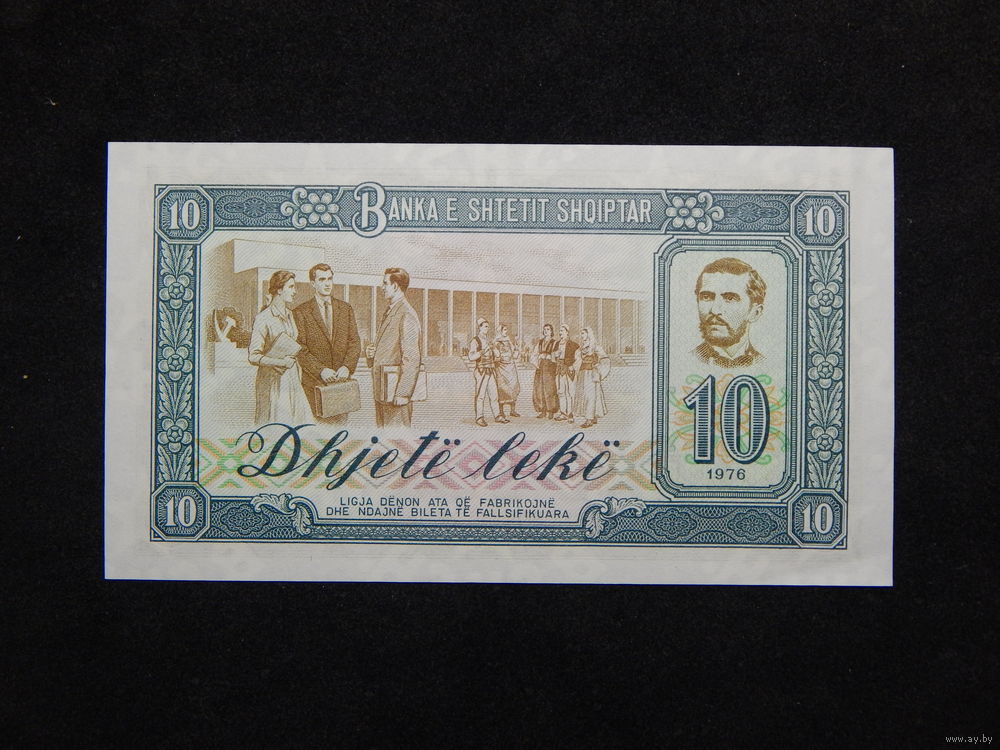 10 BANKA E SHTETIT SHQIPTAR 10
Dhjetë lekë
10
1976
LIGJA DËNON ATA QË FABRIKOJNË
DHE NDAJNË BILETA TË FALLSIFIKUARA
10 10
www.ay.by